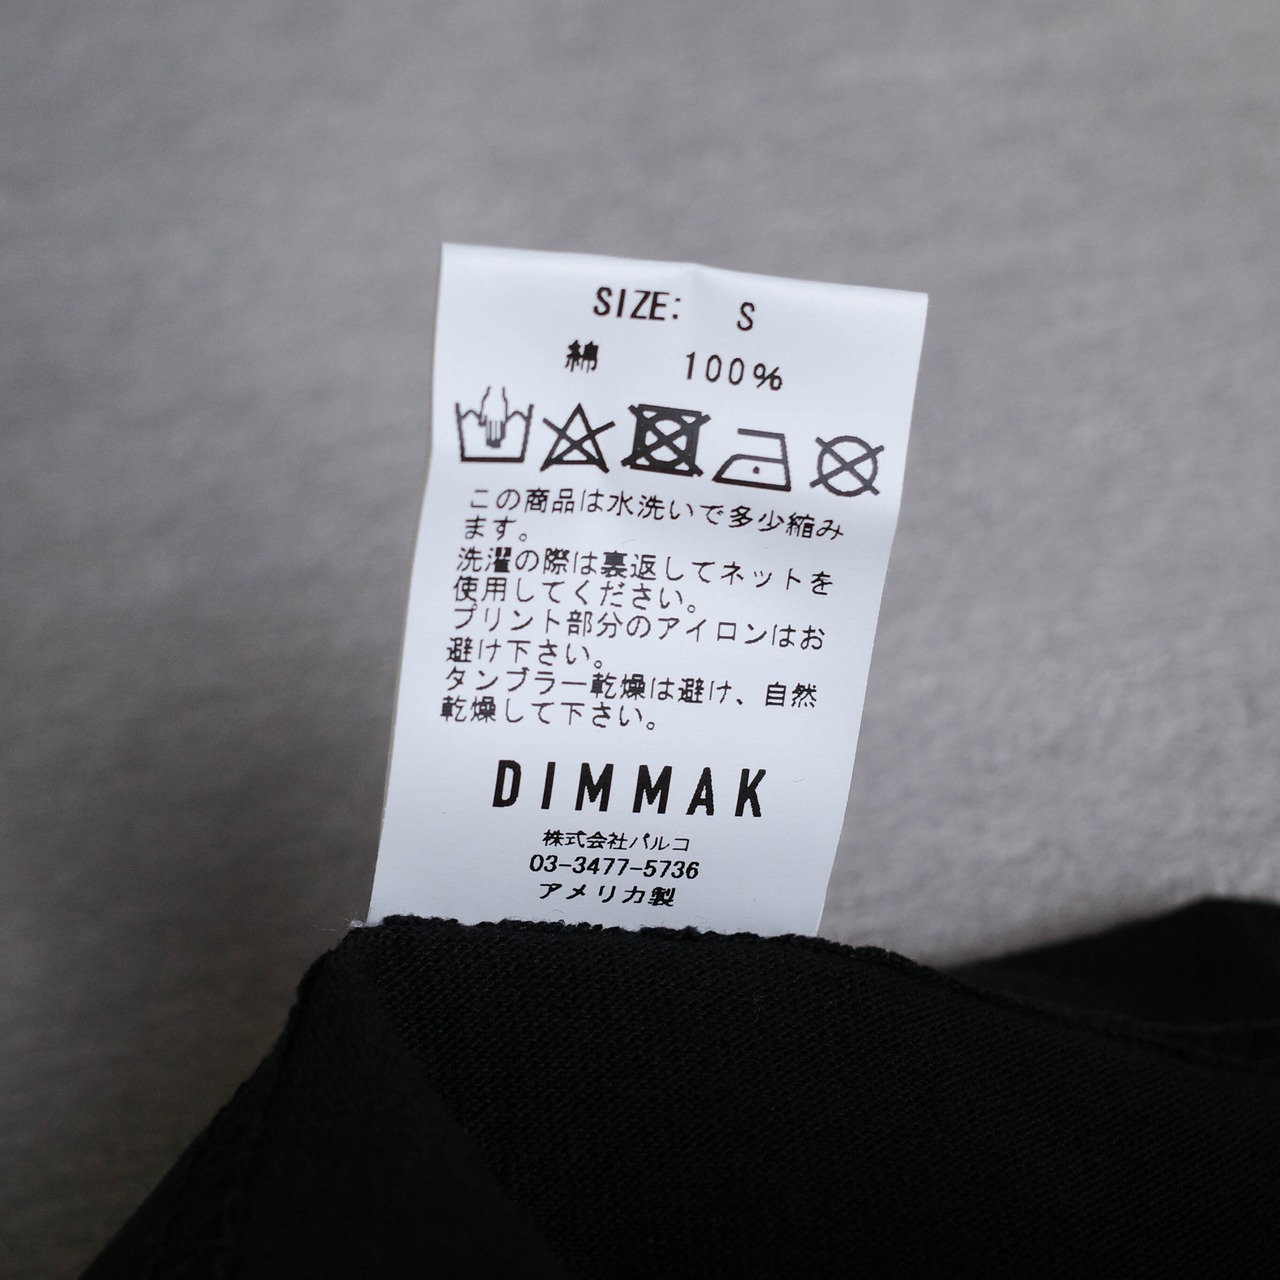 SIZE: S
綿 100%
この商品は水洗いで多少縮み
ます。
洗濯の際は裏返してネットを
使用してください。
プリント部分のアイロンはお
避け下さい。
タンブラー乾燥は避け、自然
乾燥して下さい。
DIMMAK
株式会社パルコ
03-3477-5736
アメリカ製